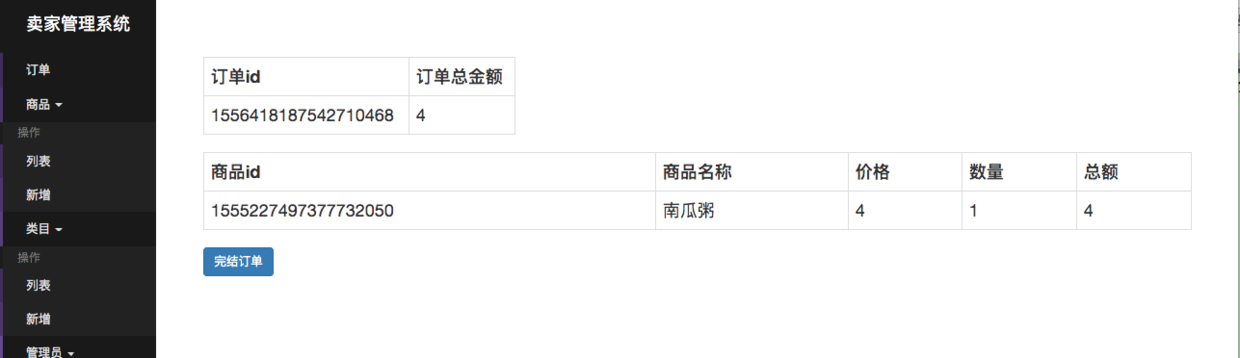 卖家管理系统
订单
商品
操作
列表
新增
类目
操作
列表
新增
管理员
订单id 订单总金额
1556418187542710468 4
商品id 商品名称 价格 数量 总额
1555227497377732050 南瓜粥 4 1 4
完结订单